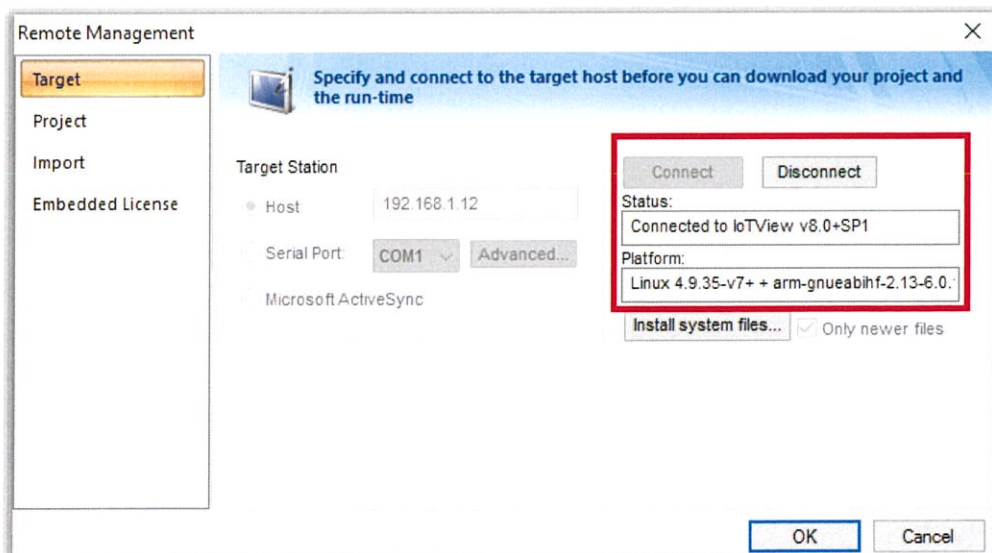 Remote Management
Target
Project
Import
Embedded License
Specify and connect to the target host before you can download your project and
the run-time
Target Station
Host
192.168.1.12
Serial Port:
COM1
Advanced...
Microsoft ActiveSync
Connect
Disconnect
Status:
Connected to IoTView v8.0+SP1
Platform:
Linux 4.9.35-v7+ + arm-gnueabihf-2.13-6.0.
Install system files...
Only newer files
OK
Cancel